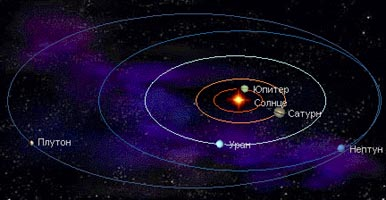 Юпитер
Солнце
Сатурн
Плутон
Уран
Нептун